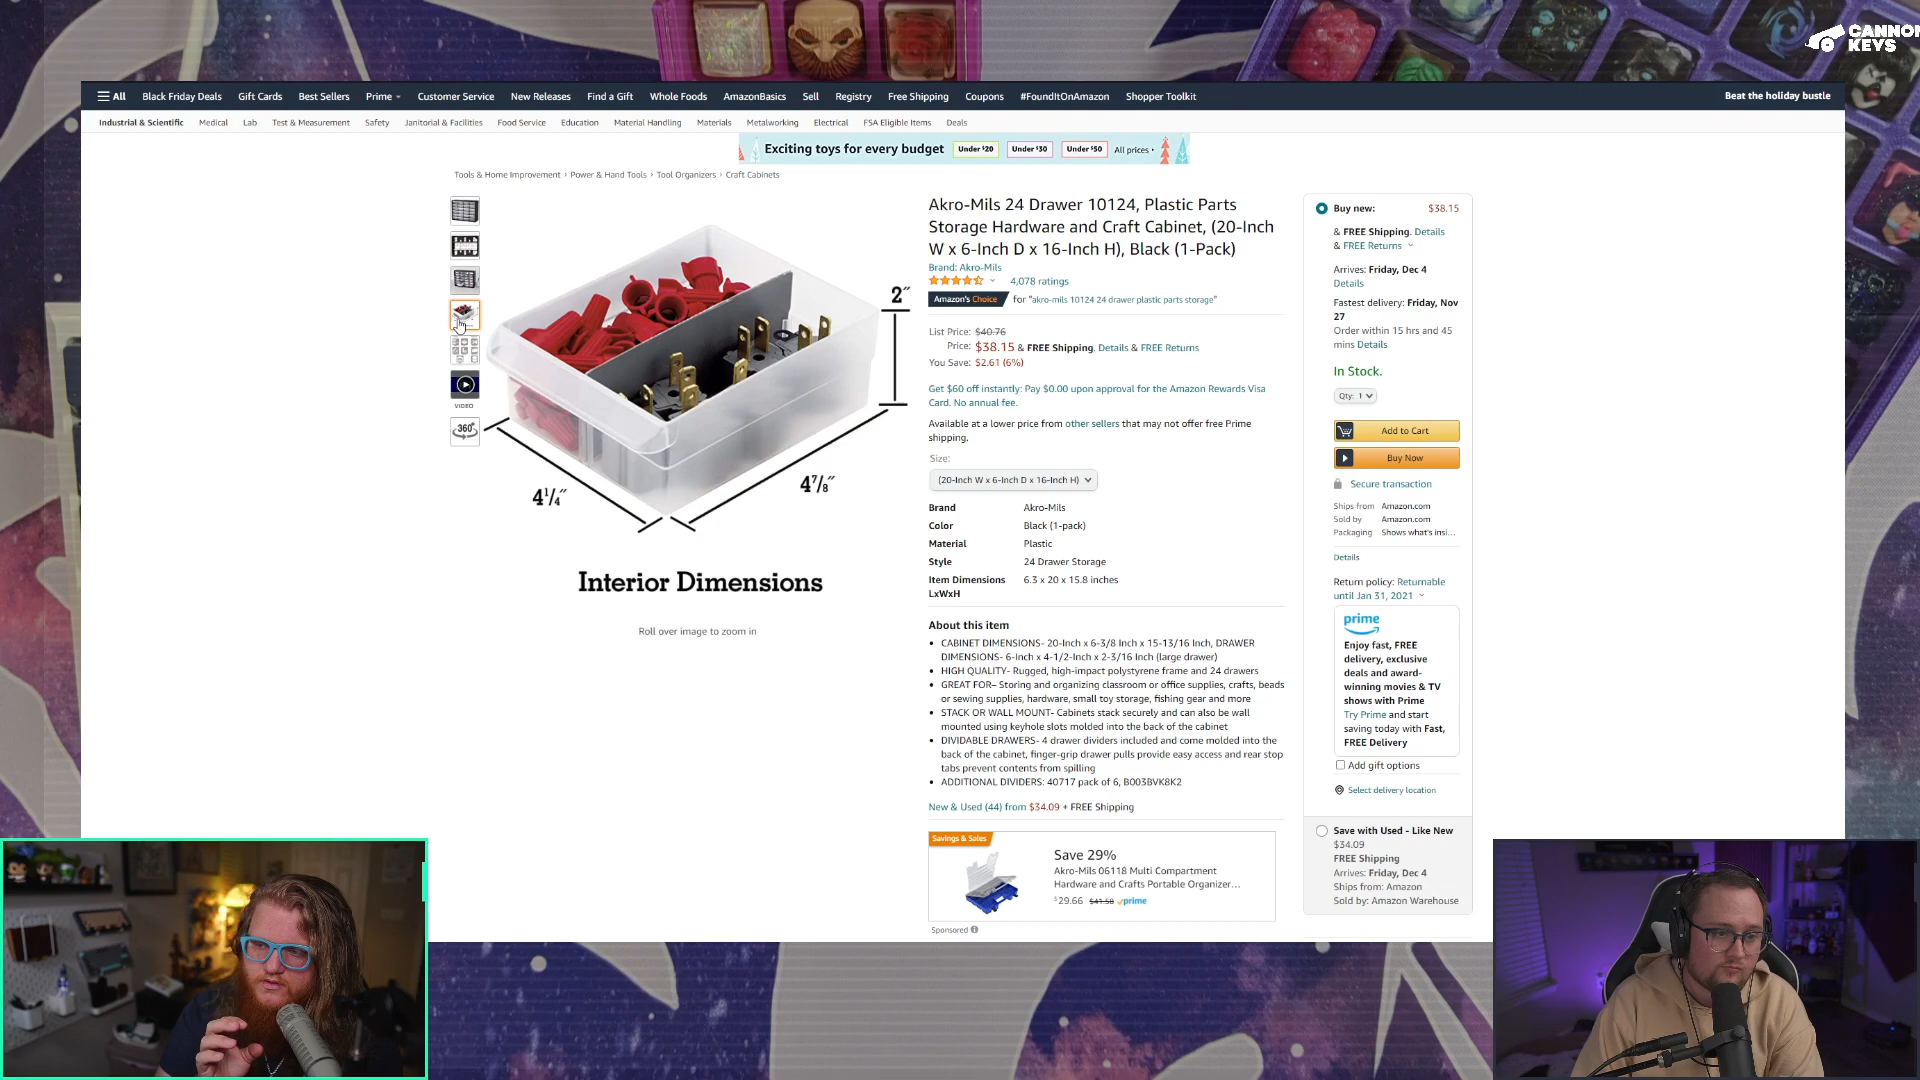 CANNON
KEYS
All Black Friday Deals Gift Cards Best Sellers Prime Customer Service New Releases Find a Gift Whole Foods AmazonBasics Sell Registry Free Shipping Coupons #FoundItOnAmazon Shopper Toolkit Beat the holiday bustle
Industrial & Scientific Medical Lab Test & Measurement Safety Janitorial & Facilities Food Service Education Material Handling Materials Metalworking Electrical FSA Eligible Items Deals
Exciting toys for every budget Under $20 Under $30 Under $50 All prices
Tools & Home Improvement › Power & Hand Tools › Tool Organizers › Craft Cabinets
VIDEO
360°
2"
4 1/4"
4 7/8"
Interior Dimensions
Roll over image to zoom in
Akro-Mils 24 Drawer 10124, Plastic Parts
Storage Hardware and Craft Cabinet, (20-Inch
W x 6-Inch D x 16-Inch H), Black (1-Pack)
Brand: Akro-Mils
4,078 ratings
Amazon's Choice for "akro-mils 10124 24 drawer plastic parts storage"
List Price: $40.76
Price: $38.15 & FREE Shipping. Details & FREE Returns
You Save: $2.61 (6%)
Get $60 off instantly: Pay $0.00 upon approval for the Amazon Rewards Visa
Card. No annual fee.
Available at a lower price from other sellers that may not offer free Prime
shipping.
Size:
(20-Inch W x 6-Inch D x 16-Inch H)
Brand Akro-Mils
Color Black (1-pack)
Material Plastic
Style 24 Drawer Storage
Item Dimensions 6.3 x 20 x 15.8 inches
LxWxH
About this item
• CABINET DIMENSIONS- 20-Inch x 6-3/8 Inch x 15-13/16 Inch, DRAWER
DIMENSIONS- 6-Inch x 4-1/2-Inch x 2-3/16 Inch (large drawer)
• HIGH QUALITY- Rugged, high-impact polystyrene frame and 24 drawers
• GREAT FOR– Storing and organizing classroom or office supplies, crafts, beads
or sewing supplies, hardware, small toy storage, fishing gear and more
• STACK OR WALL MOUNT- Cabinets stack securely and can also be wall
mounted using keyhole slots molded into the back of the cabinet
• DIVIDABLE DRAWERS- 4 drawer dividers included and come molded into the
back of the cabinet, finger-grip drawer pulls provide easy access and rear stop
tabs prevent contents from spilling
• ADDITIONAL DIVIDERS: 40717 pack of 6, B003BVK8K2
New & Used (44) from $34.09 + FREE Shipping
Savings & Sales
Save 29%
Akro-Mils 06118 Multi Compartment
Hardware and Crafts Portable Organizer…
$29.66 $41.58 prime
Sponsored
Buy new: $38.15
& FREE Shipping. Details
& FREE Returns
Arrives: Friday, Dec 4
Details
Fastest delivery: Friday, Nov
27
Order within 15 hrs and 45
mins Details
In Stock.
Qty: 1
Add to Cart
Buy Now
Secure transaction
Ships from Amazon.com
Sold by Amazon.com
Packaging Shows what's insi…
Details
Return policy: Returnable
until Jan 31, 2021
prime
Enjoy fast, FREE
delivery, exclusive
deals and award-
winning movies & TV
shows with Prime
Try Prime and start
saving today with Fast,
FREE Delivery
Add gift options
Select delivery location
Save with Used - Like New
$34.09
FREE Shipping
Arrives: Friday, Dec 4
Ships from: Amazon
Sold by: Amazon Warehouse